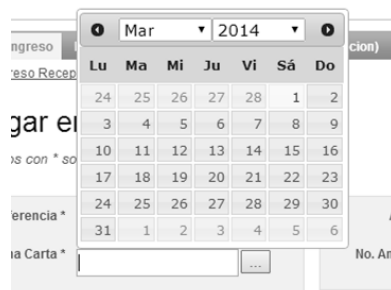 Mar 2014
ngreso
cion)
reso Recep
Lu Ma Mi Ju Vi Sá Do
24 25 26 27 28 1 2
3 4 5 6 7 8 9
10 11 12 13 14 15 16
17 18 19 20 21 22 23
24 25 26 27 28 29 30
31 1 2 3 4 5 6
gar el
os con * so
erencia *
na Carta *
...
No. An